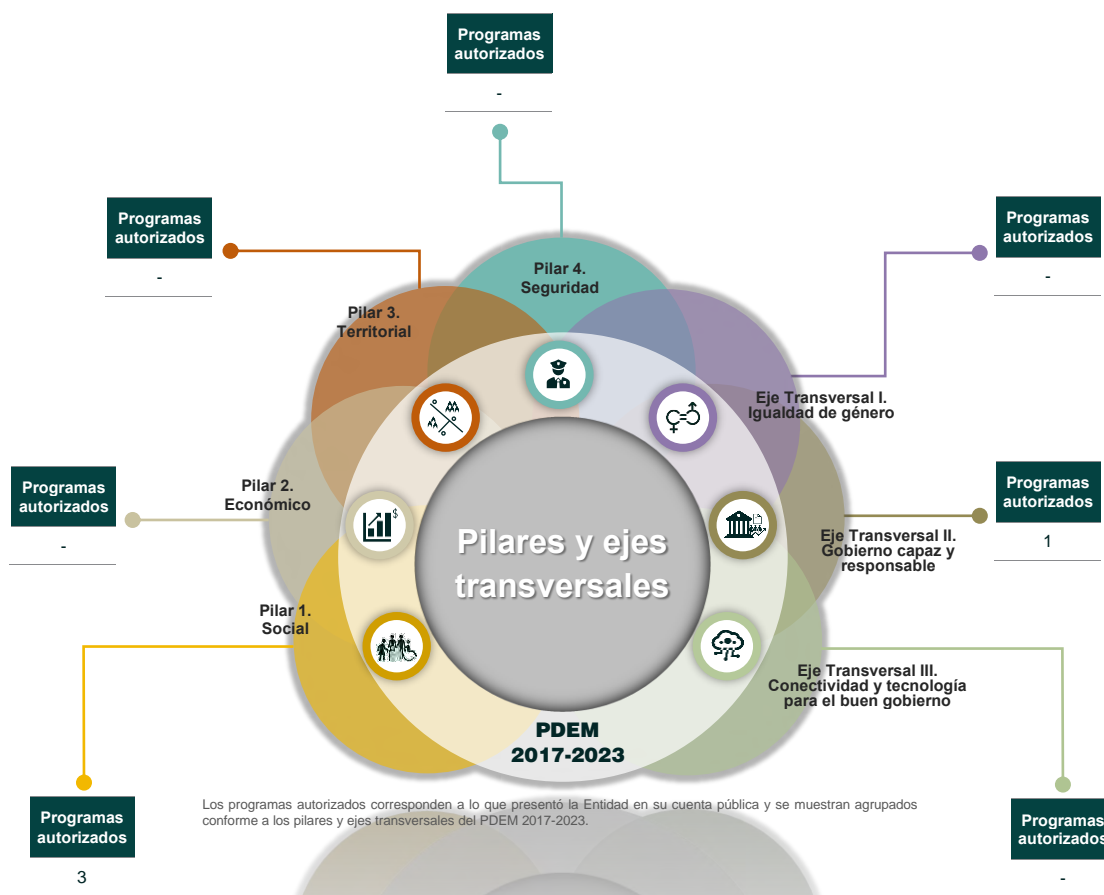 Programas
autorizados
-
Programas
autorizados
-
Programas
autorizados
-
Pilar 4.
Seguridad
Pilar 3.
Territorial
Eje Transversal I.
Igualdad de género
Programas
autorizados
-
Pilar 2.
Económico
$
Programas
autorizados
1
Eje Transversal II.
Gobierno capaz y
responsable
Pilares y ejes
transversales
Pilar 1.
Social
Eje Transversal III.
Conectividad y tecnología
para el buen gobierno
PDEM
2017-2023
Los programas autorizados corresponden a lo que presentó la Entidad en su cuenta pública y se muestran agrupados
conforme a los pilares y ejes transversales del PDEM 2017-2023.
Programas
autorizados
3
Programas
autorizados
-